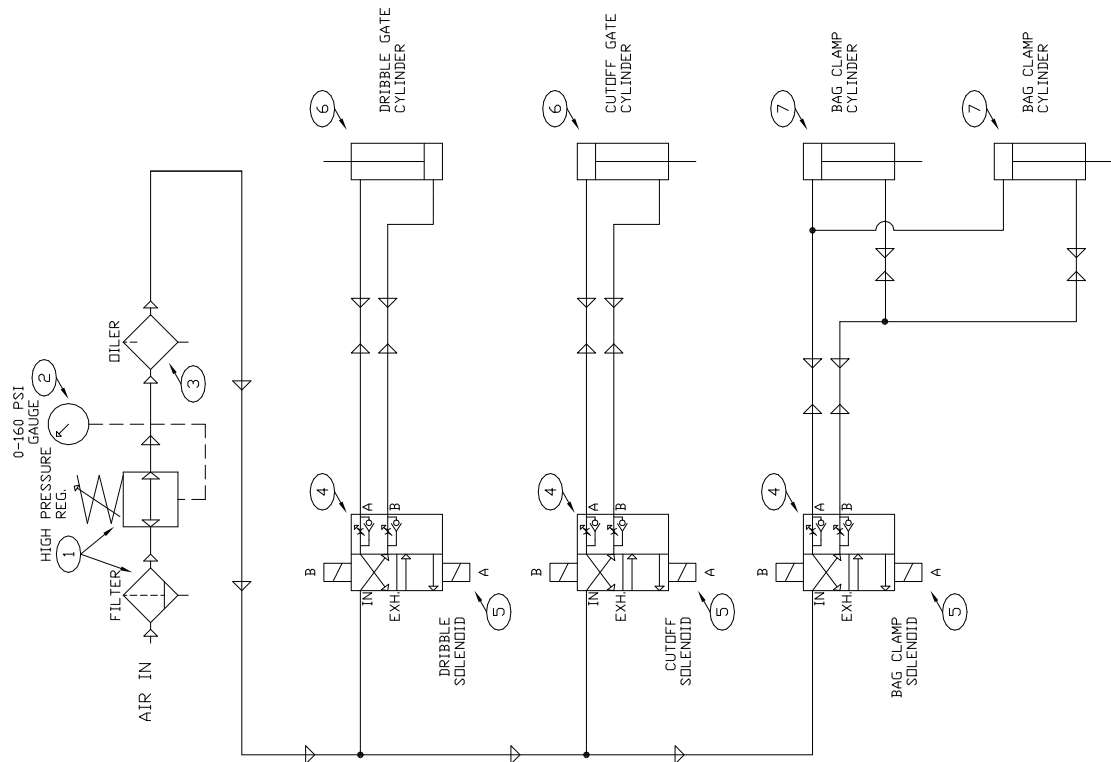 AIR IN
FILTER
1
HIGH PRESSURE
REG.
0-160 PSI
GAUGE
2
OILER
3
B
IN
EXH.
A
B
4
A
5
DRIBBLE
SOLENOID
6
DRIBBLE GATE
CYLINDER
B
IN
EXH.
A
B
4
A
5
CUTOFF
SOLENOID
6
CUTOFF GATE
CYLINDER
B
IN
EXH.
A
B
4
A
5
BAG CLAMP
SOLENOID
7
BAG CLAMP
CYLINDER
7
BAG CLAMP
CYLINDER